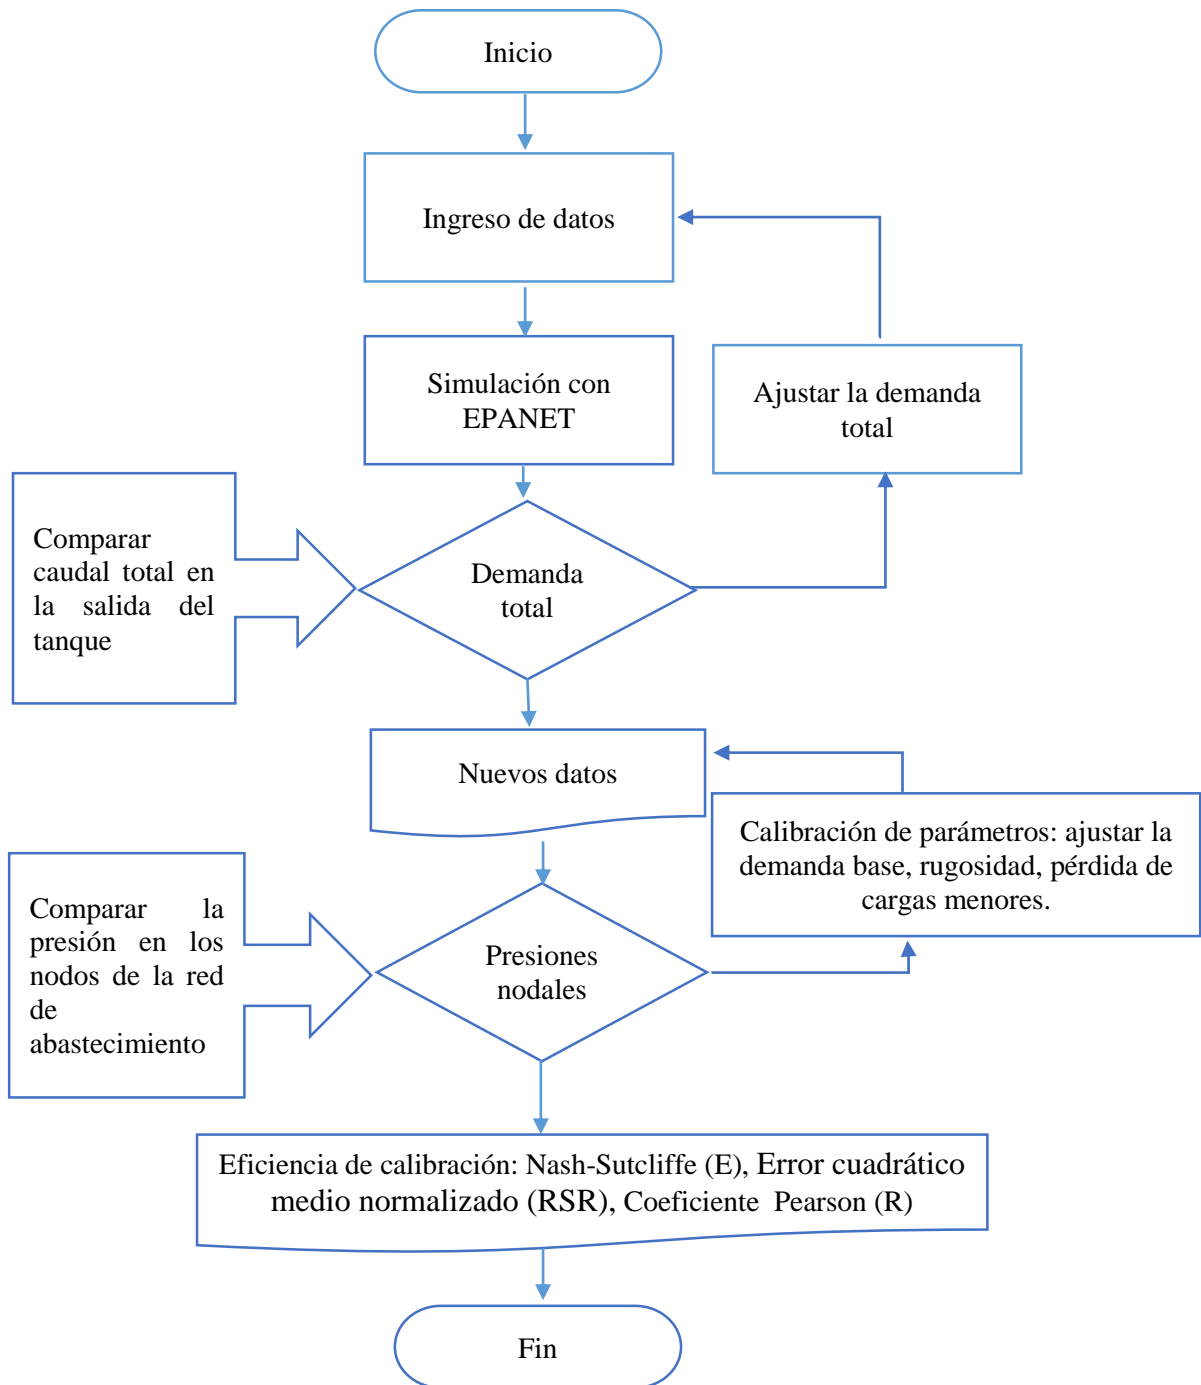 Inicio
Ingreso de datos
Simulación con
EPANET
Ajustar la demanda
total
Comparar
caudal total en
la salida del
tanque
Demanda
total
Nuevos datos
Calibración de parámetros: ajustar la
demanda base, rugosidad, pérdida de
cargas menores.
Comparar la
presión en los
nodos de la red
de
abastecimiento
Presiones
nodales
Eficiencia de calibración: Nash-Sutcliffe (E), Error cuadrático
medio normalizado (RSR), Coeficiente Pearson (R)
Fin